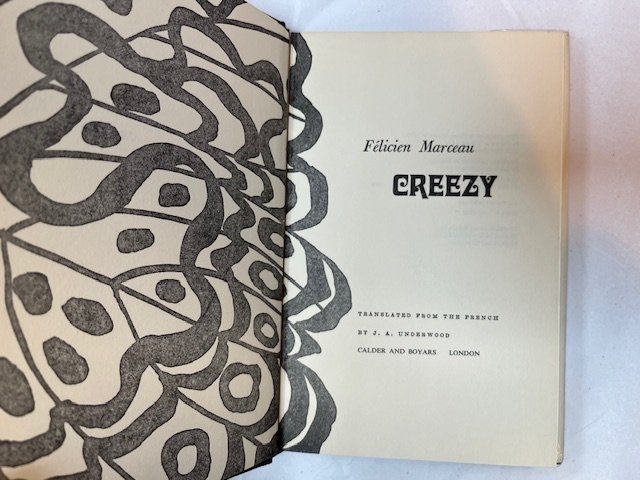 Félicien Marceau
CREEZY
TRANSLATED FROM THE FRENCH
BY J. A. UNDERWOOD
CALDER AND BOYARS LONDON